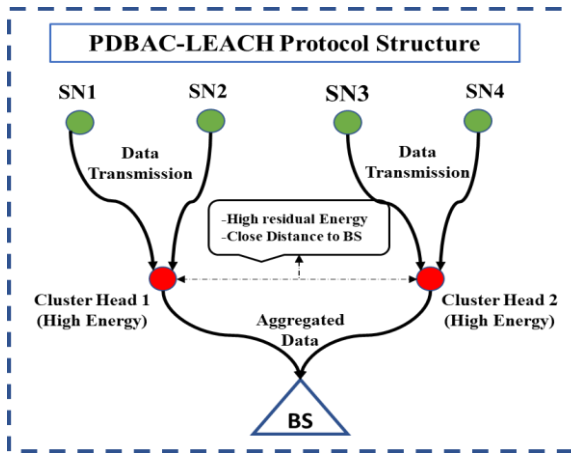 PDBAC-LEACH Protocol Structure
SN1
SN2
SN3
SN4
Data
Transmission
Data
Transmission
-High residual Energy
-Close Distance to BS
Cluster Head 1
(High Energy)
Cluster Head 2
(High Energy)
Aggregated
Data
BS